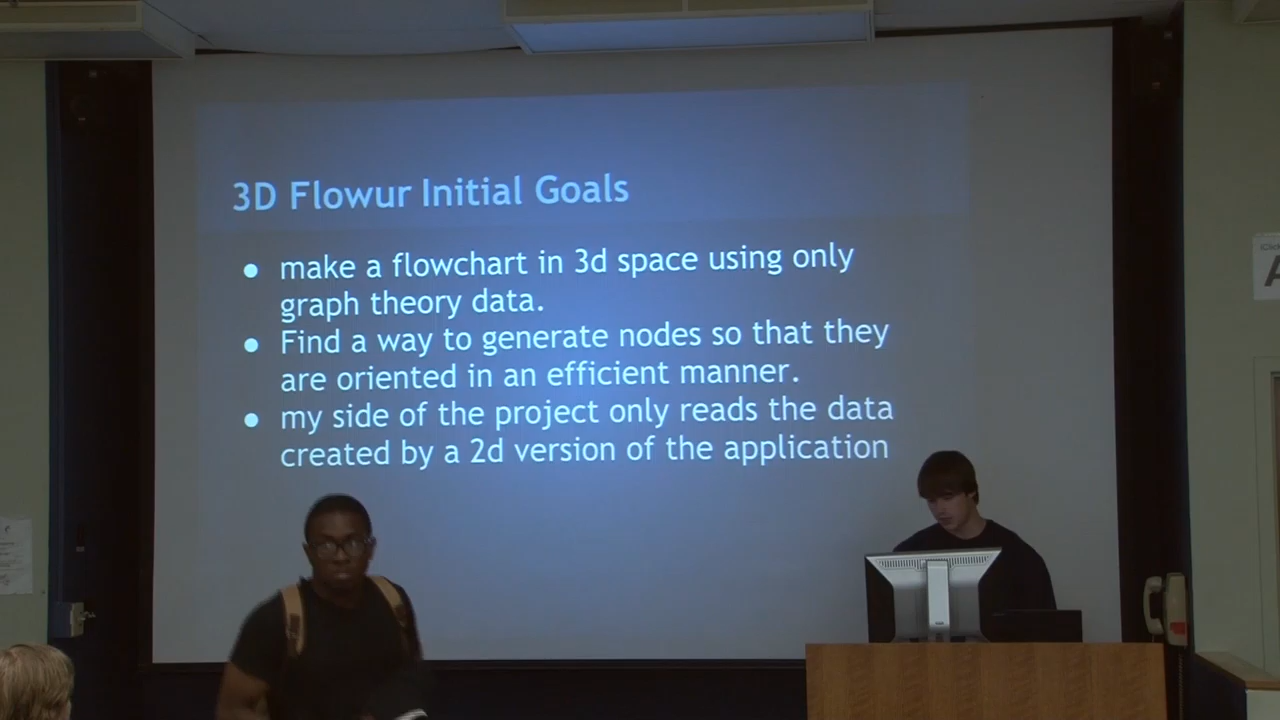 3D Flowur Initial Goals
● make a flowchart in 3d space using only
graph theory data.
● Find a way to generate nodes so that they
are oriented in an efficient manner.
● my side of the project only reads the data
created by a 2d version of the application